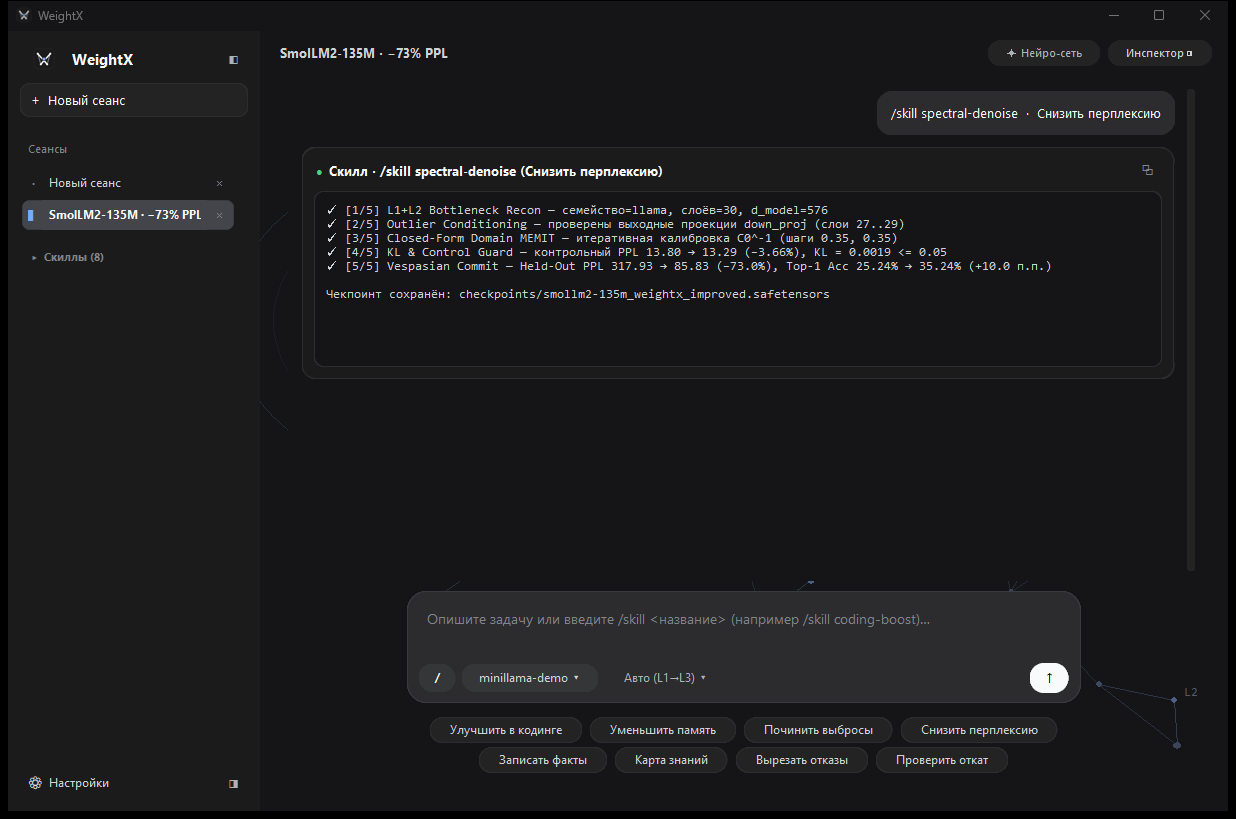 WeightX
WeightX
+ Новый сеанс
Сеансы
Новый сеанс ×
SmolLM2-135M · −73% PPL ×
▸ Скиллы (8)
Настройки
SmolLM2-135M · −73% PPL
Нейро-сеть
Инспектор
/skill spectral-denoise · Снизить перплексию
Скилл · /skill spectral-denoise (Снизить перплексию)
✓ [1/5] L1+L2 Bottleneck Recon — семейство=llama, слоёв=30, d_model=576
✓ [2/5] Outlier Conditioning — проверены выходные проекции down_proj (слои 27..29)
✓ [3/5] Closed-Form Domain MEMIT — итеративная калибровка C0^-1 (шаги 0.35, 0.35)
✓ [4/5] KL & Control Guard — контрольный PPL 13.80 → 13.29 (−3.66%), KL = 0.0019 <= 0.05
✓ [5/5] Vespasian Commit — Held-Out PPL 317.93 → 85.83 (−73.0%), Top-1 Acc 25.24% → 35.24% (+10.0 п.п.)
Чекпоинт сохранён: checkpoints/smollm2-135m_weightx_improved.safetensors
Опишите задачу или введите /skill <название> (например /skill coding-boost)...
/
minillama-demo ▾
Авто (L1→L3) ▾
↑
L2
Улучшить в кодинге
Уменьшить память
Починить выбросы
Снизить перплексию
Записать факты
Карта знаний
Вырезать отказы
Проверить откат